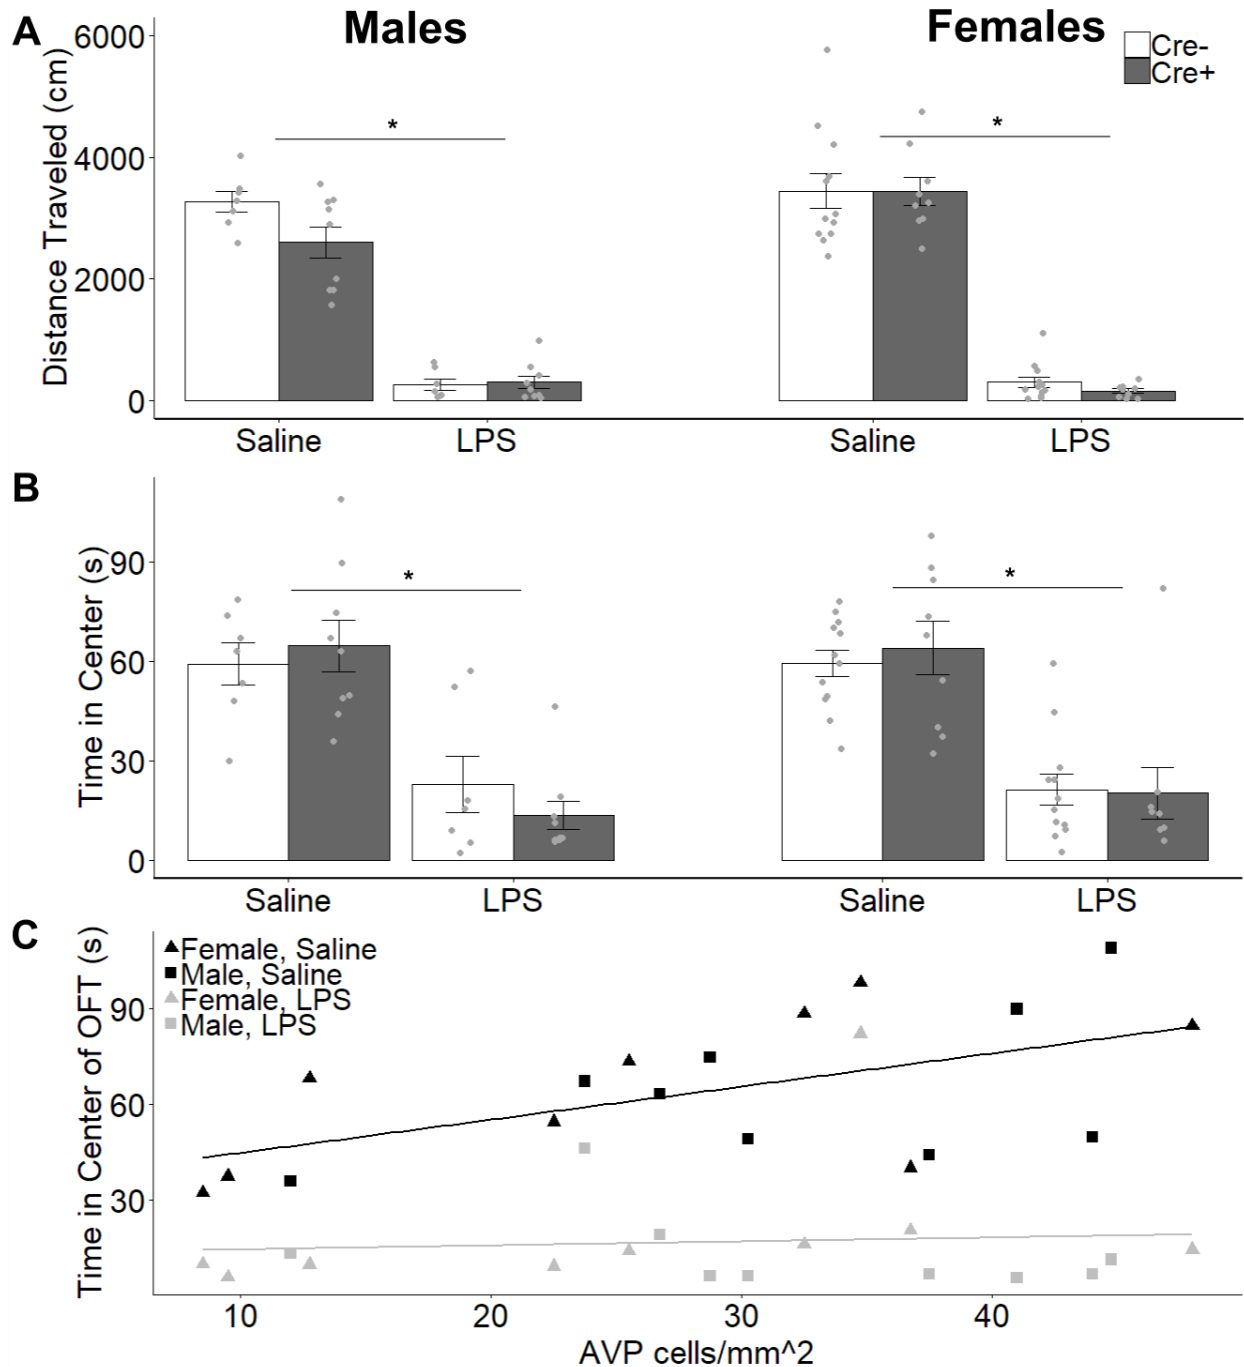 A
Males
Females
Cre-
Cre+
Distance Traveled (cm)
6000
4000
2000
0
*
*
Saline
LPS
Saline
LPS
B
Time in Center (s)
90
60
30
0
*
*
Saline
LPS
Saline
LPS
C
Time in Center of OFT (s)
Female, Saline
Male, Saline
Female, LPS
Male, LPS
90
60
30
10
20
30
40
AVP cells/mm^2